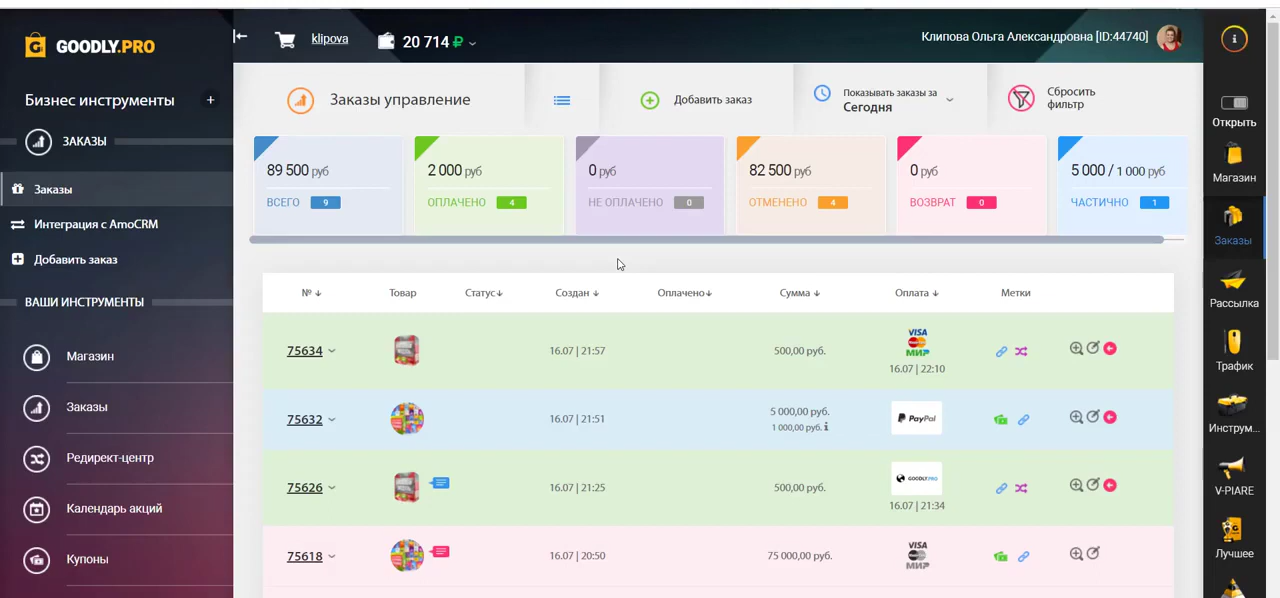 GOODLY.PRO
klipova
20 714 ₽
Клипова Ольга Александровна [ID:44740]
Бизнес инструменты +
ЗАКАЗЫ
Заказы
Интеграция с AmoCRM
Добавить заказ
ВАШИ ИНСТРУМЕНТЫ
Магазин
Заказы
Редирект-центр
Календарь акций
Купоны
Заказы управление
Добавить заказ
Показывать заказы за
Сегодня
Сбросить
фильтр
89 500 руб
ВСЕГО 9
2 000 руб
ОПЛАЧЕНО 4
0 руб
НЕ ОПЛАЧЕНО 0
82 500 руб
ОТМЕНЕНО 4
0 руб
ВОЗВРАТ 0
5 000 / 1 000 руб
ЧАСТИЧНО 1
№ ↓ Товар Статус↓ Создан ↓ Оплачено↓ Сумма ↓ Оплата ↓ Метки
75634 16.07 | 21:57 500,00 руб. VISA MasterCard МИР
16.07 | 22:10
75632 16.07 | 21:51 5 000,00 руб. PayPal
1 000,00 руб.
75626 16.07 | 21:25 500,00 руб. GOODLY.PRO
16.07 | 21:34
75618 16.07 | 20:50 75 000,00 руб. VISA МИР
Открыть
Магазин
Заказы
Рассылка
Трафик
Инструм...
V-PIARE
Лучшее